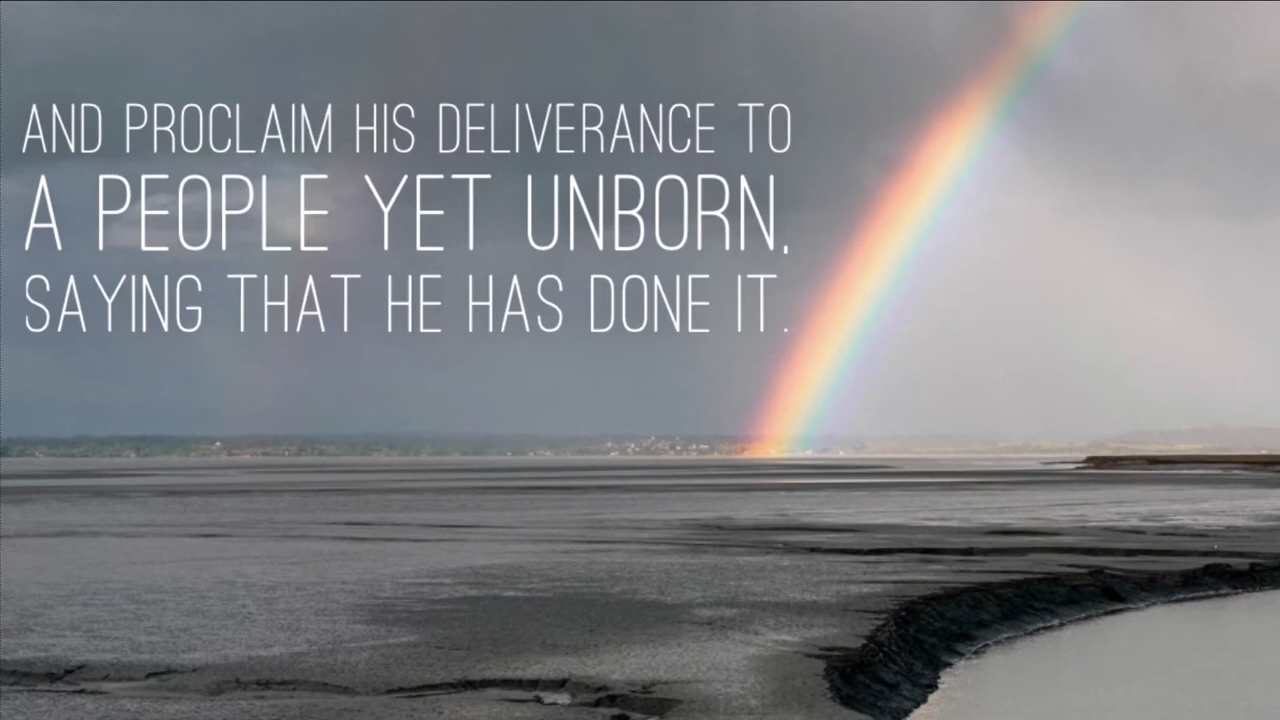 AND PROCLAIM HIS DELIVERANCE TO
A PEOPLE YET UNBORN,
SAYING THAT HE HAS DONE IT.